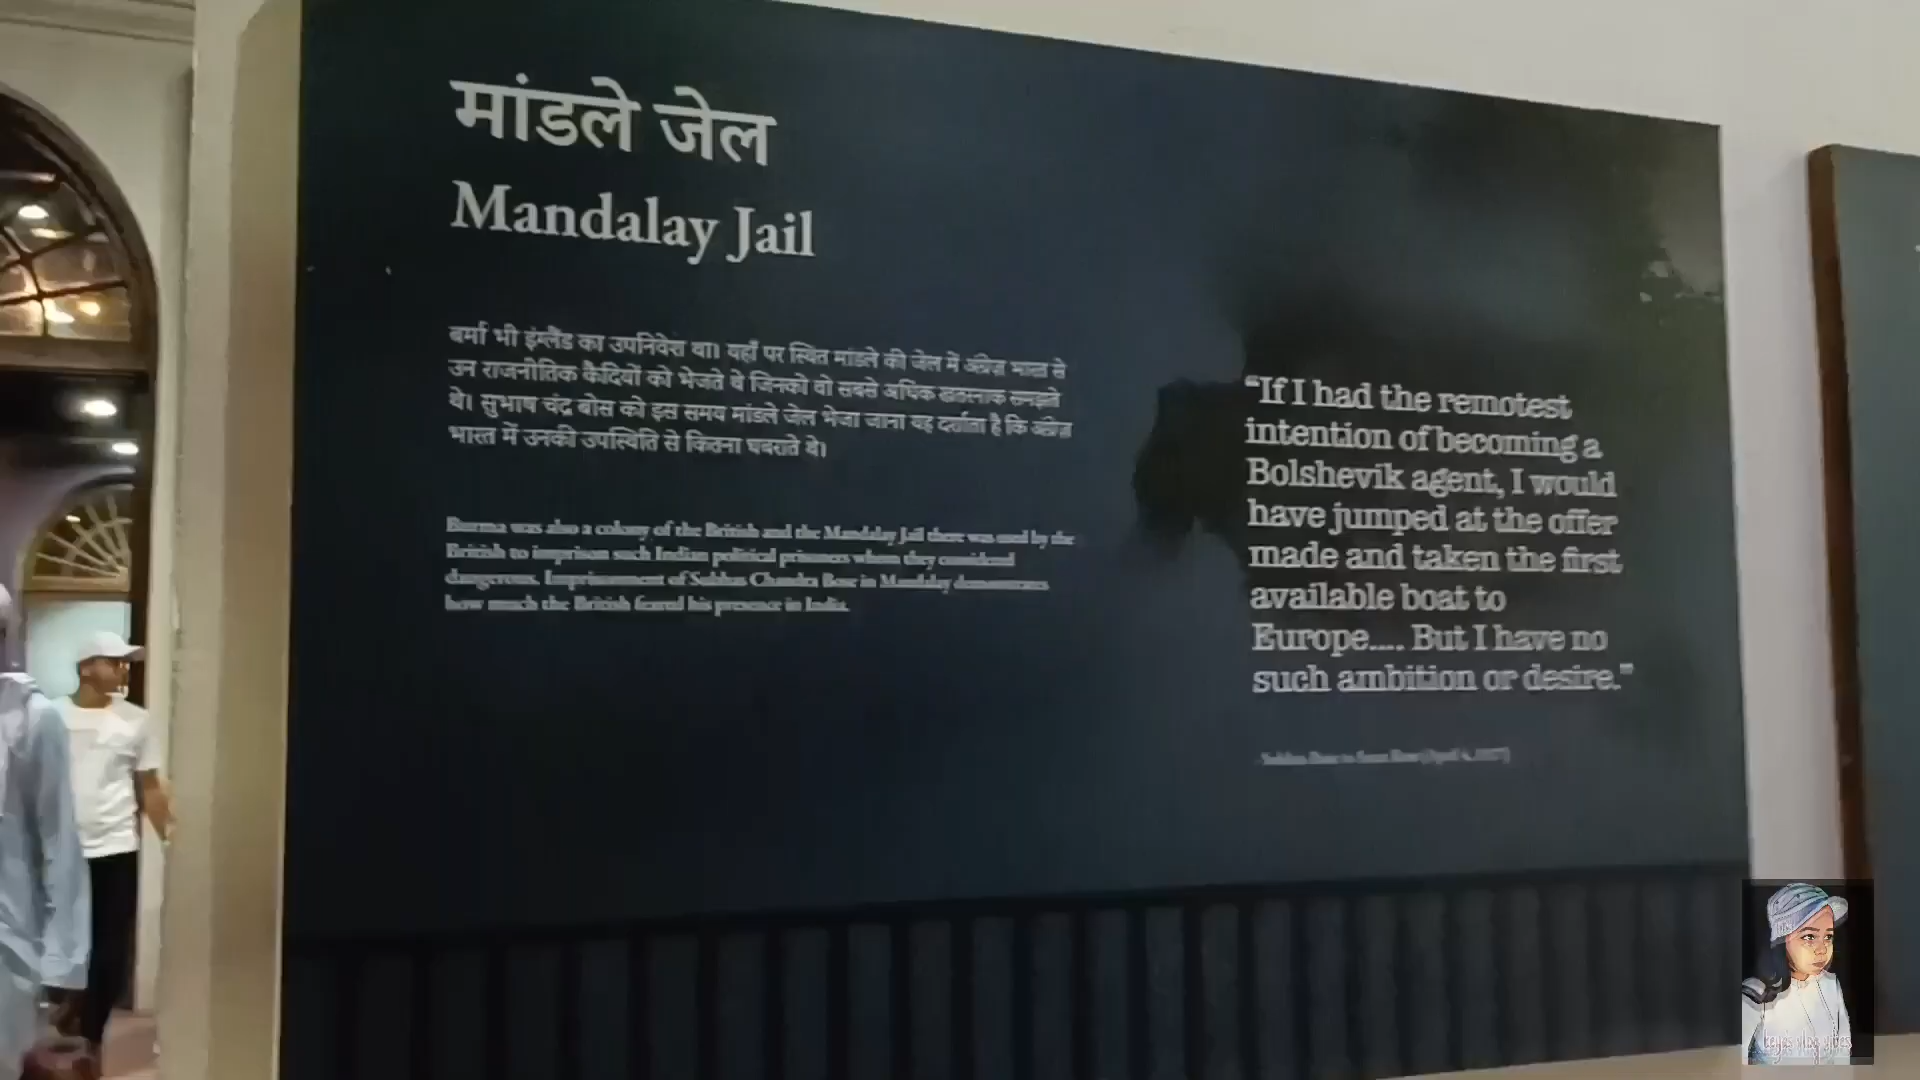 मांडले जेल
Mandalay Jail
बर्मा भी इंग्लैंड का उपनिवेश था। यहाँ पर स्थित मांडले की जेल में अंग्रेज़ भारत से
उन राजनीतिक कैदियों को भेजते थे जिनको वो सबसे अधिक खतरनाक समझते
थे। सुभाष चंद्र बोस को इस समय मांडले जेल भेजा जाना यह दर्शाता है कि अंग्रेज़
भारत में उनकी उपस्थिति से कितना घबराते थे।
Burma was also a colony of the British and the Mandalay Jail there was used by the
British to imprison such Indian political prisoners whom they considered
dangerous. Imprisonment of Subhas Chandra Bose in Mandalay demonstrates
how much the British feared his presence in India.
“If I had the remotest
intention of becoming a
Bolshevik agent, I would
have jumped at the offer
made and taken the first
available boat to
Europe.... But I have no
such ambition or desire.”